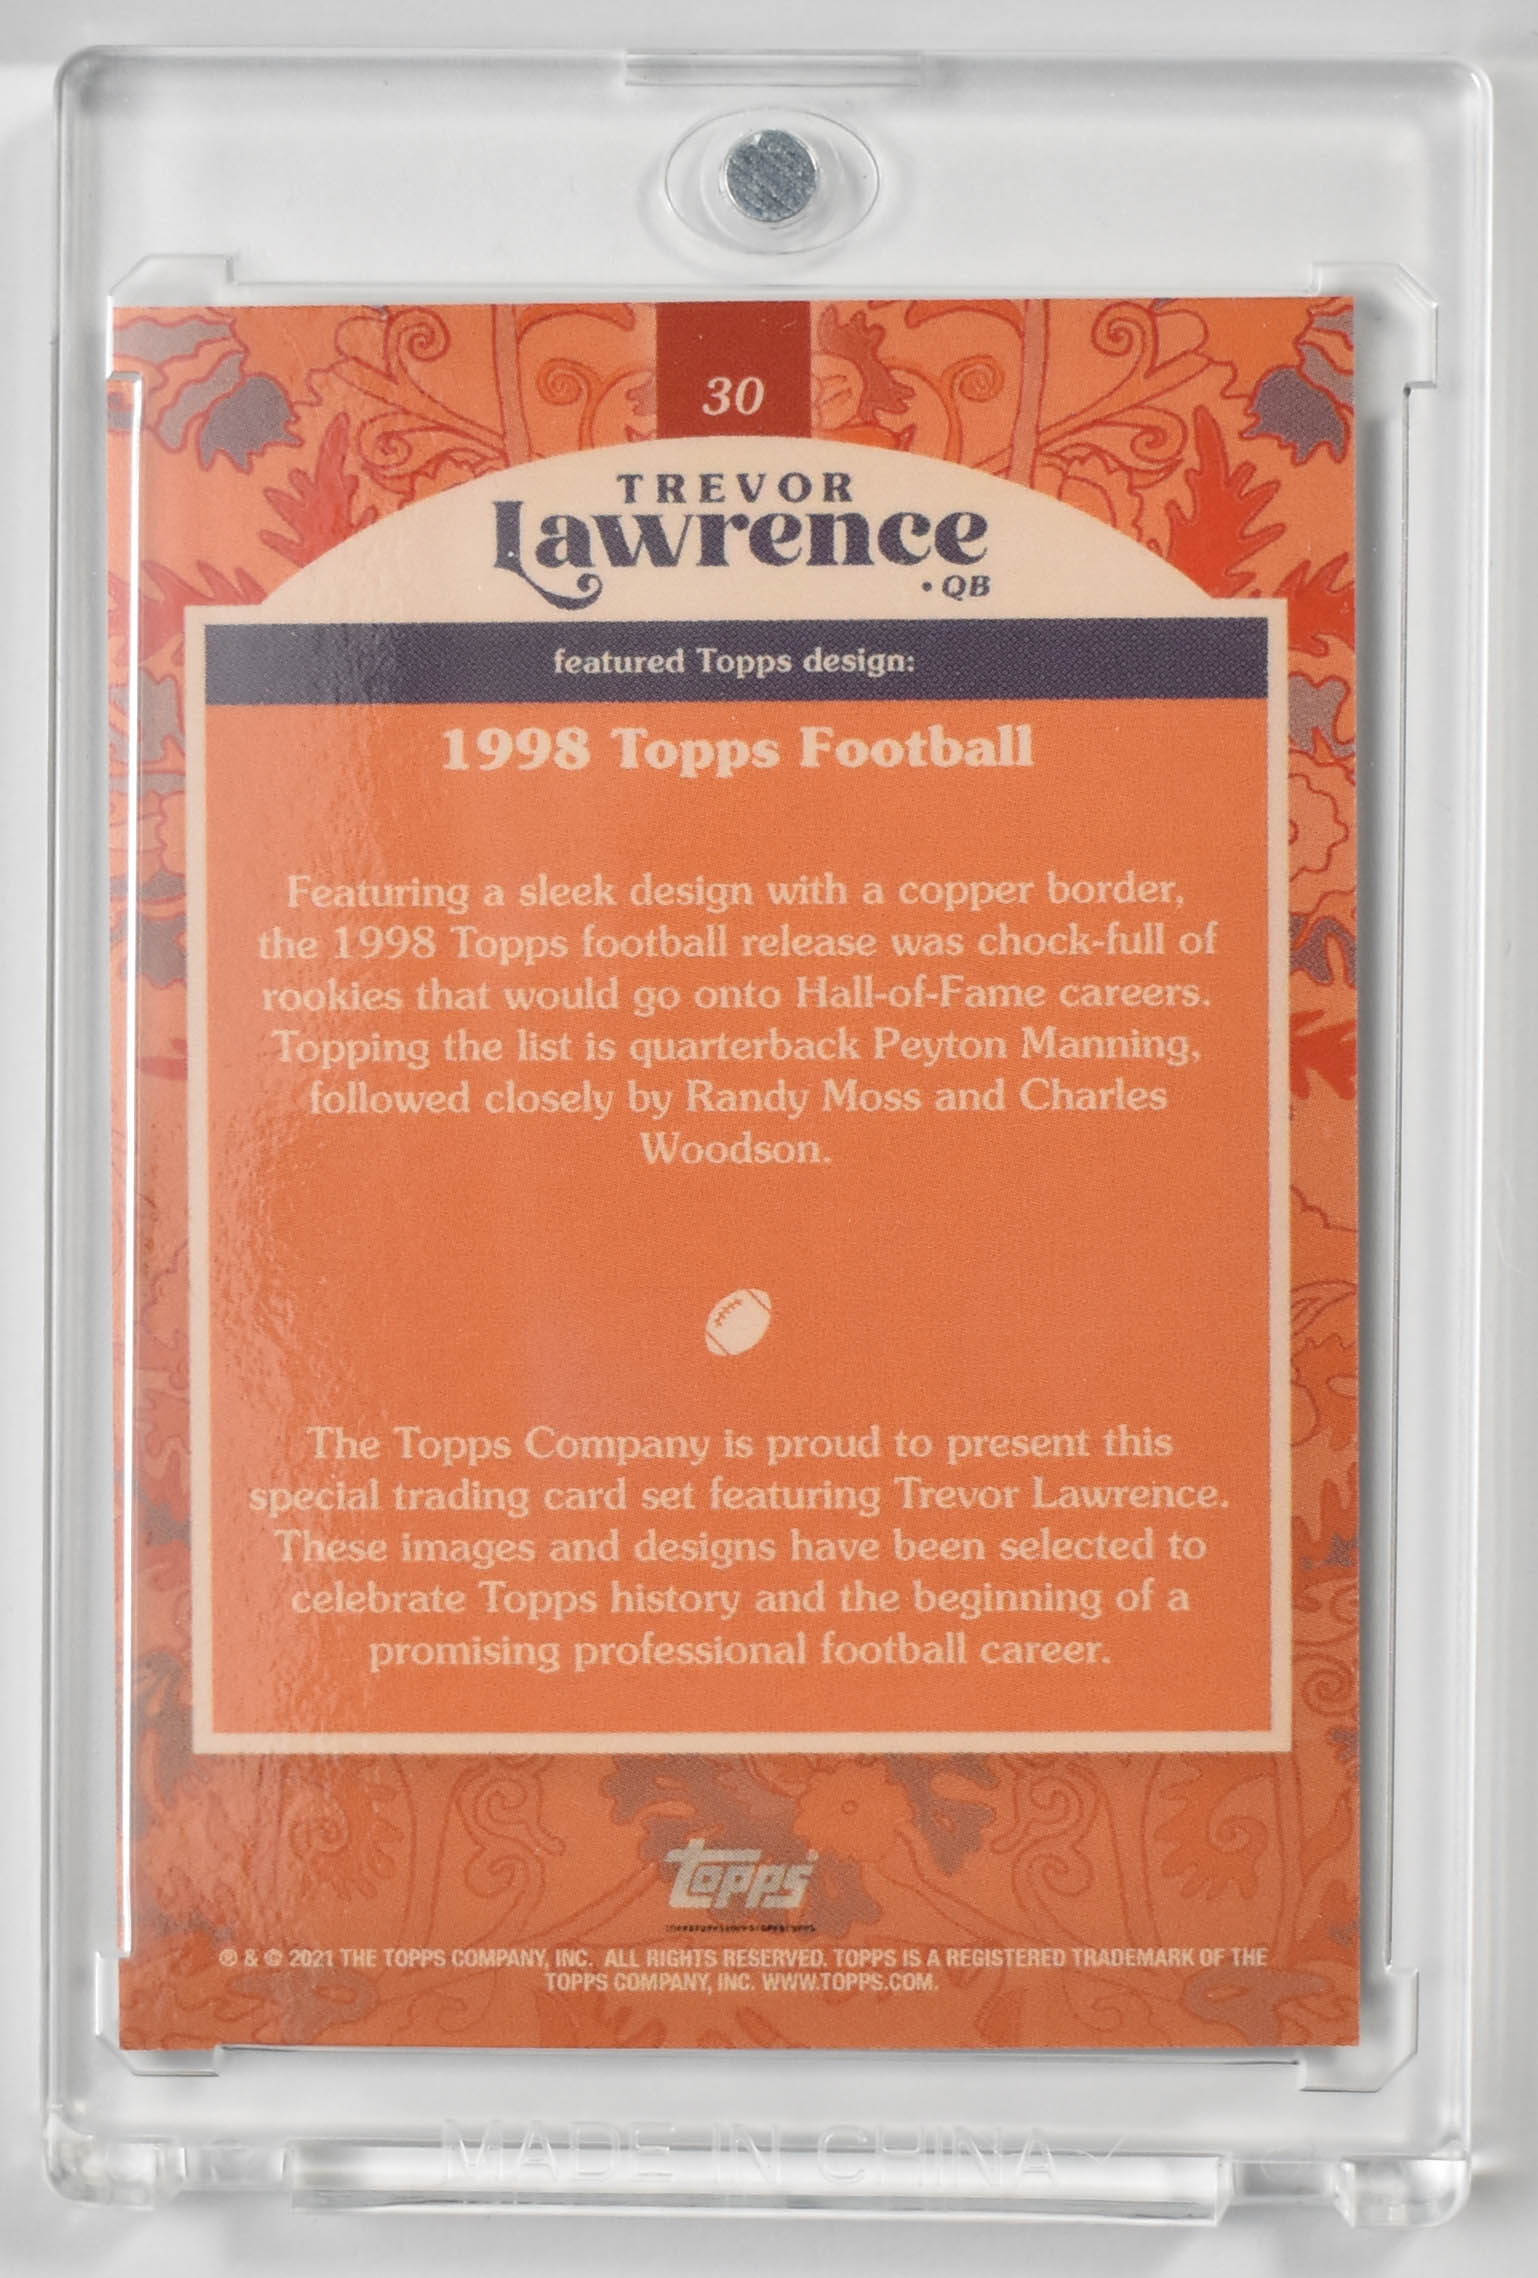 30
TREVOR
Lawrence
• QB
featured Topps design:
1998 Topps Football
Featuring a sleek design with a copper border,
the 1998 Topps football release was chock-full of
rookies that would go onto Hall-of-Fame careers.
Topping the list is quarterback Peyton Manning,
followed closely by Randy Moss and Charles
Woodson.
The Topps Company is proud to present this
special trading card set featuring Trevor Lawrence.
These images and designs have been selected to
celebrate Topps history and the beginning of a
promising professional football career.
topps
® & © 2021 THE TOPPS COMPANY, INC. ALL RIGHTS RESERVED. TOPPS IS A REGISTERED TRADEMARK OF THE
TOPPS COMPANY, INC. WWW.TOPPS.COM.
MADE IN CHINA